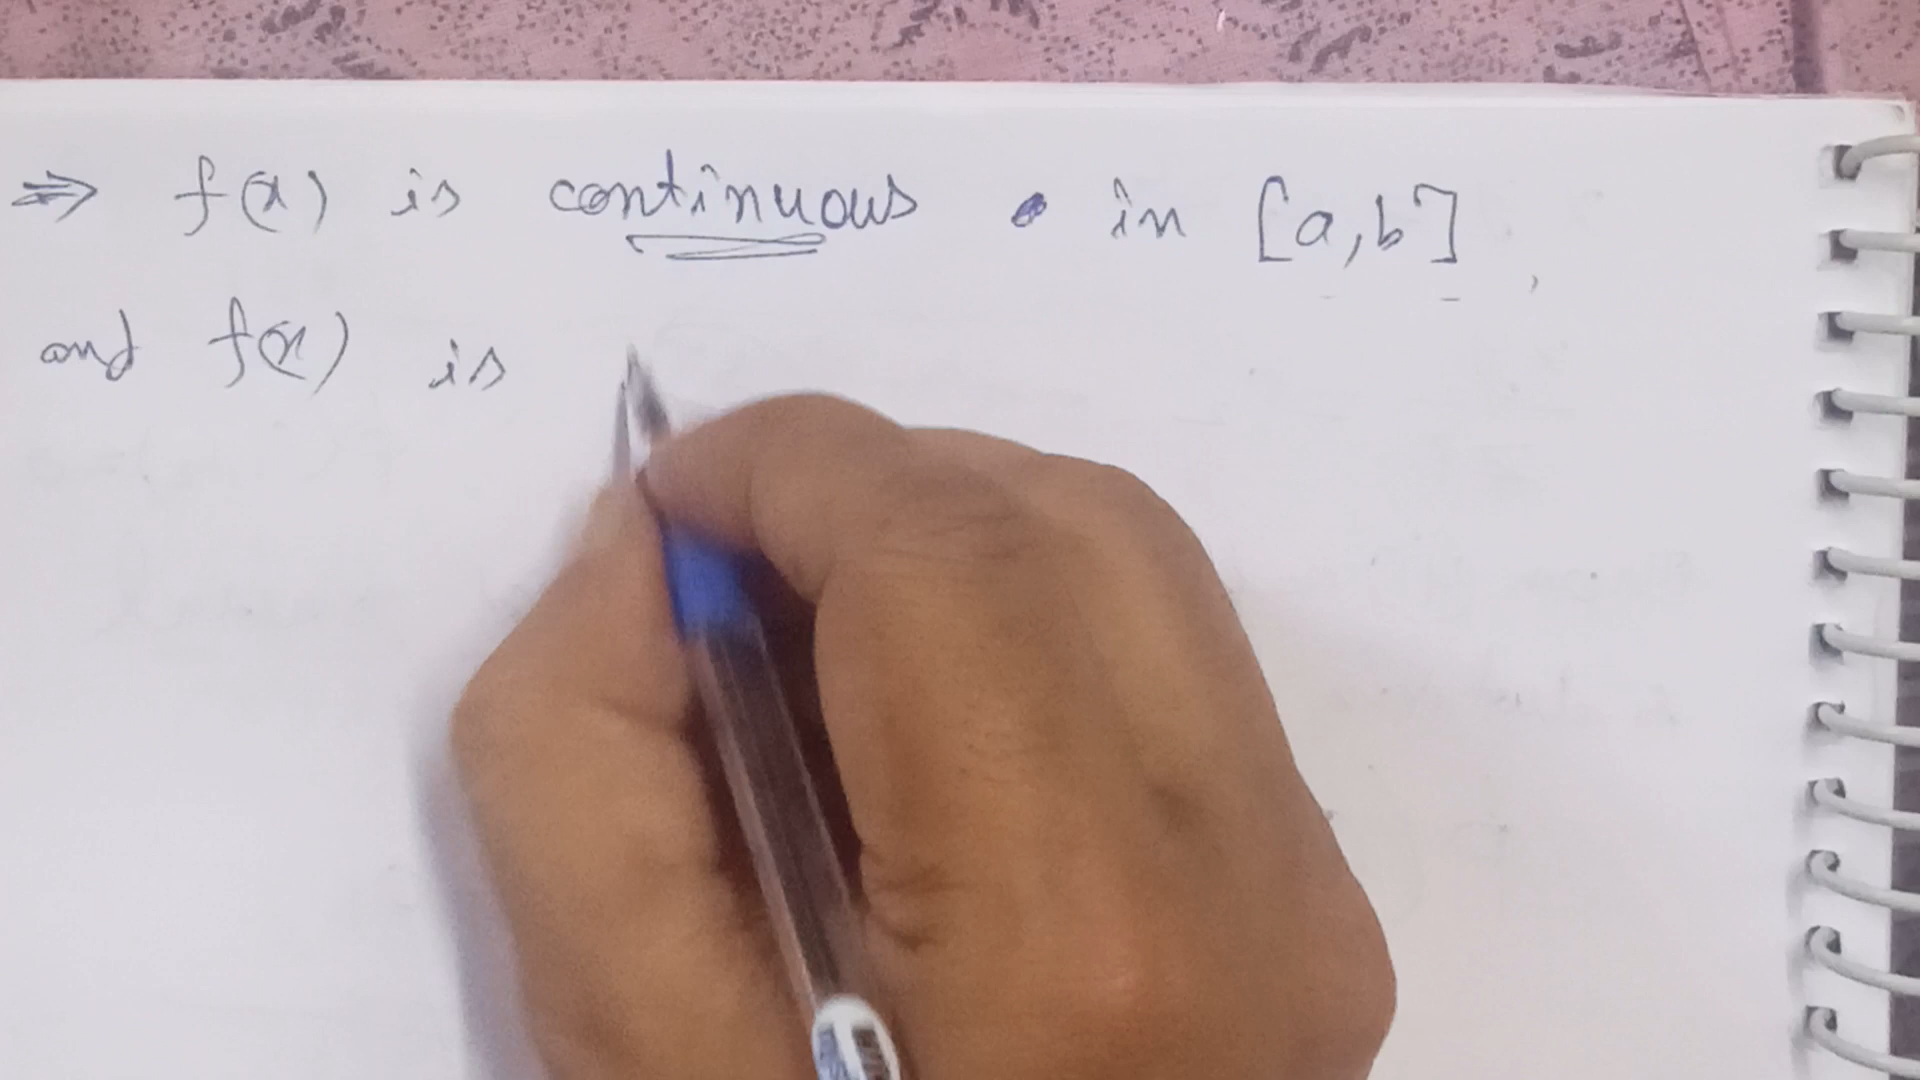 ⇒ f(x) is continuous in [a,b],
and f(x) is